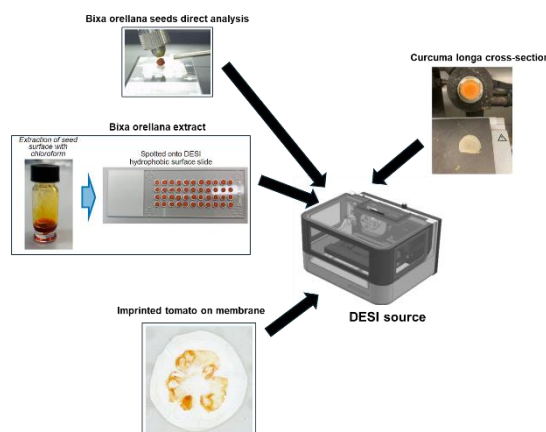 Bixa orellana seeds direct analysis
Curcuma longa cross-section
Bixa orellana extract
Extraction of seed
surface with
chloroform
Spotted onto DESI
hydrophobic surface slide
Imprinted tomato on membrane
DESI source